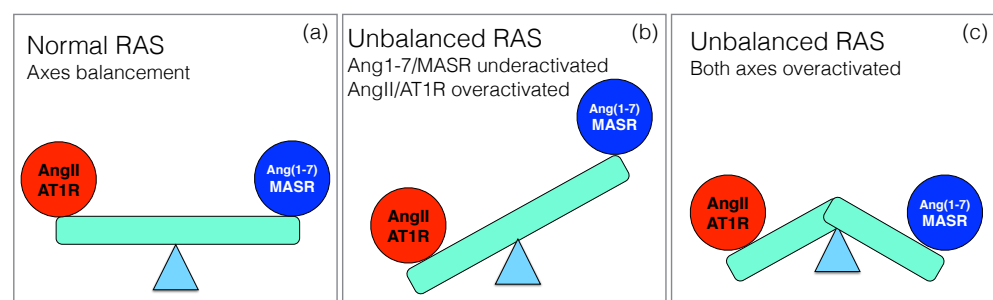 (a)
Normal RAS
Axes balancement
AngII
AT1R
Ang(1-7)
MASR
(b)
Unbalanced RAS
Ang1-7/MASR underactivated
AngII/AT1R overactivated
Ang(1-7)
MASR
AngII
AT1R
(c)
Unbalanced RAS
Both axes overactivated
AngII
AT1R
Ang(1-7)
MASR